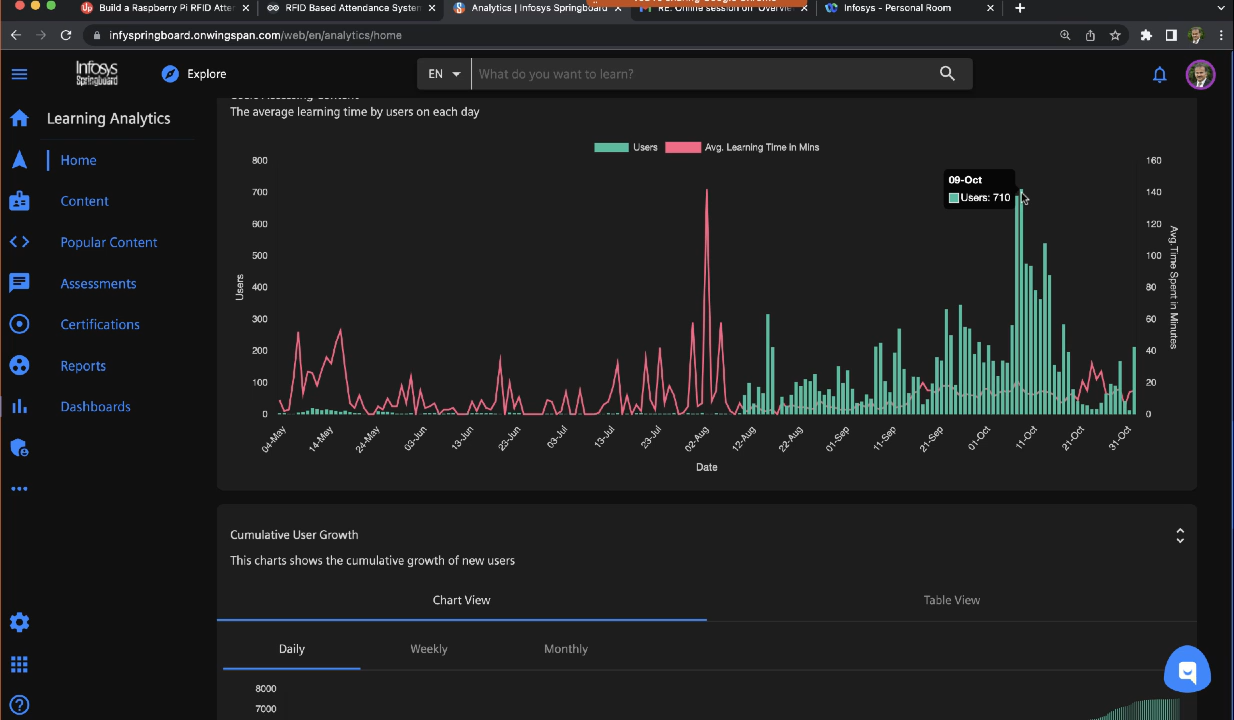 Build a Raspberry Pi RFID Atte
RFID Based Attendance System
Analytics | Infosys Springboard
RE: Online session on "Overvie
Infosys - Personal Room
infyspringboard.onwingspan.com/web/en/analytics/home
Infosys
Springboard
Explore
EN
What do you want to learn?
Learning Analytics
Home
Content
Popular Content
Assessments
Certifications
Reports
Dashboards
The average learning time by users on each day
Users
Avg. Learning Time In Mins
800
700
600
500
400
300
200
100
0
Users
160
140
120
100
80
60
40
20
0
Avg.Time Spent in Minutes
09-Oct
Users: 710
04-May
14-May
24-May
03-Jun
13-Jun
23-Jun
03-Jul
13-Jul
23-Jul
02-Aug
12-Aug
22-Aug
01-Sep
11-Sep
21-Sep
01-Oct
11-Oct
21-Oct
31-Oct
Date
Cumulative User Growth
This charts shows the cumulative growth of new users
Chart View
Table View
Daily
Weekly
Monthly
8000
7000